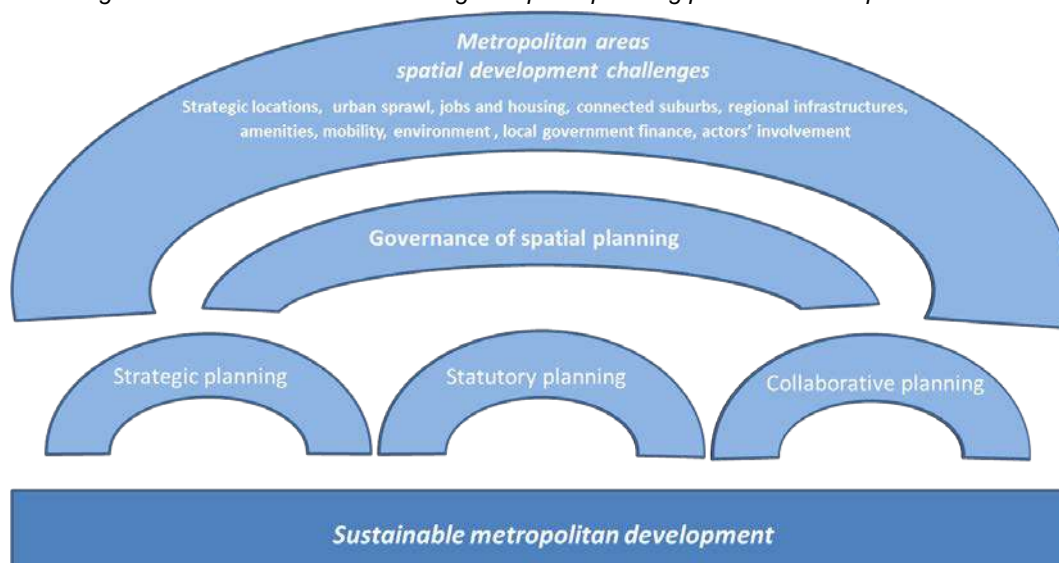 Metropolitan areas
spatial development challenges
Strategic locations, urban sprawl, jobs and housing, connected suburbs, regional infrastructures,
amenities, mobility, environment , local government finance, actors' involvement
Governance of spatial planning
Strategic planning
Statutory planning
Collaborative planning
Sustainable metropolitan development